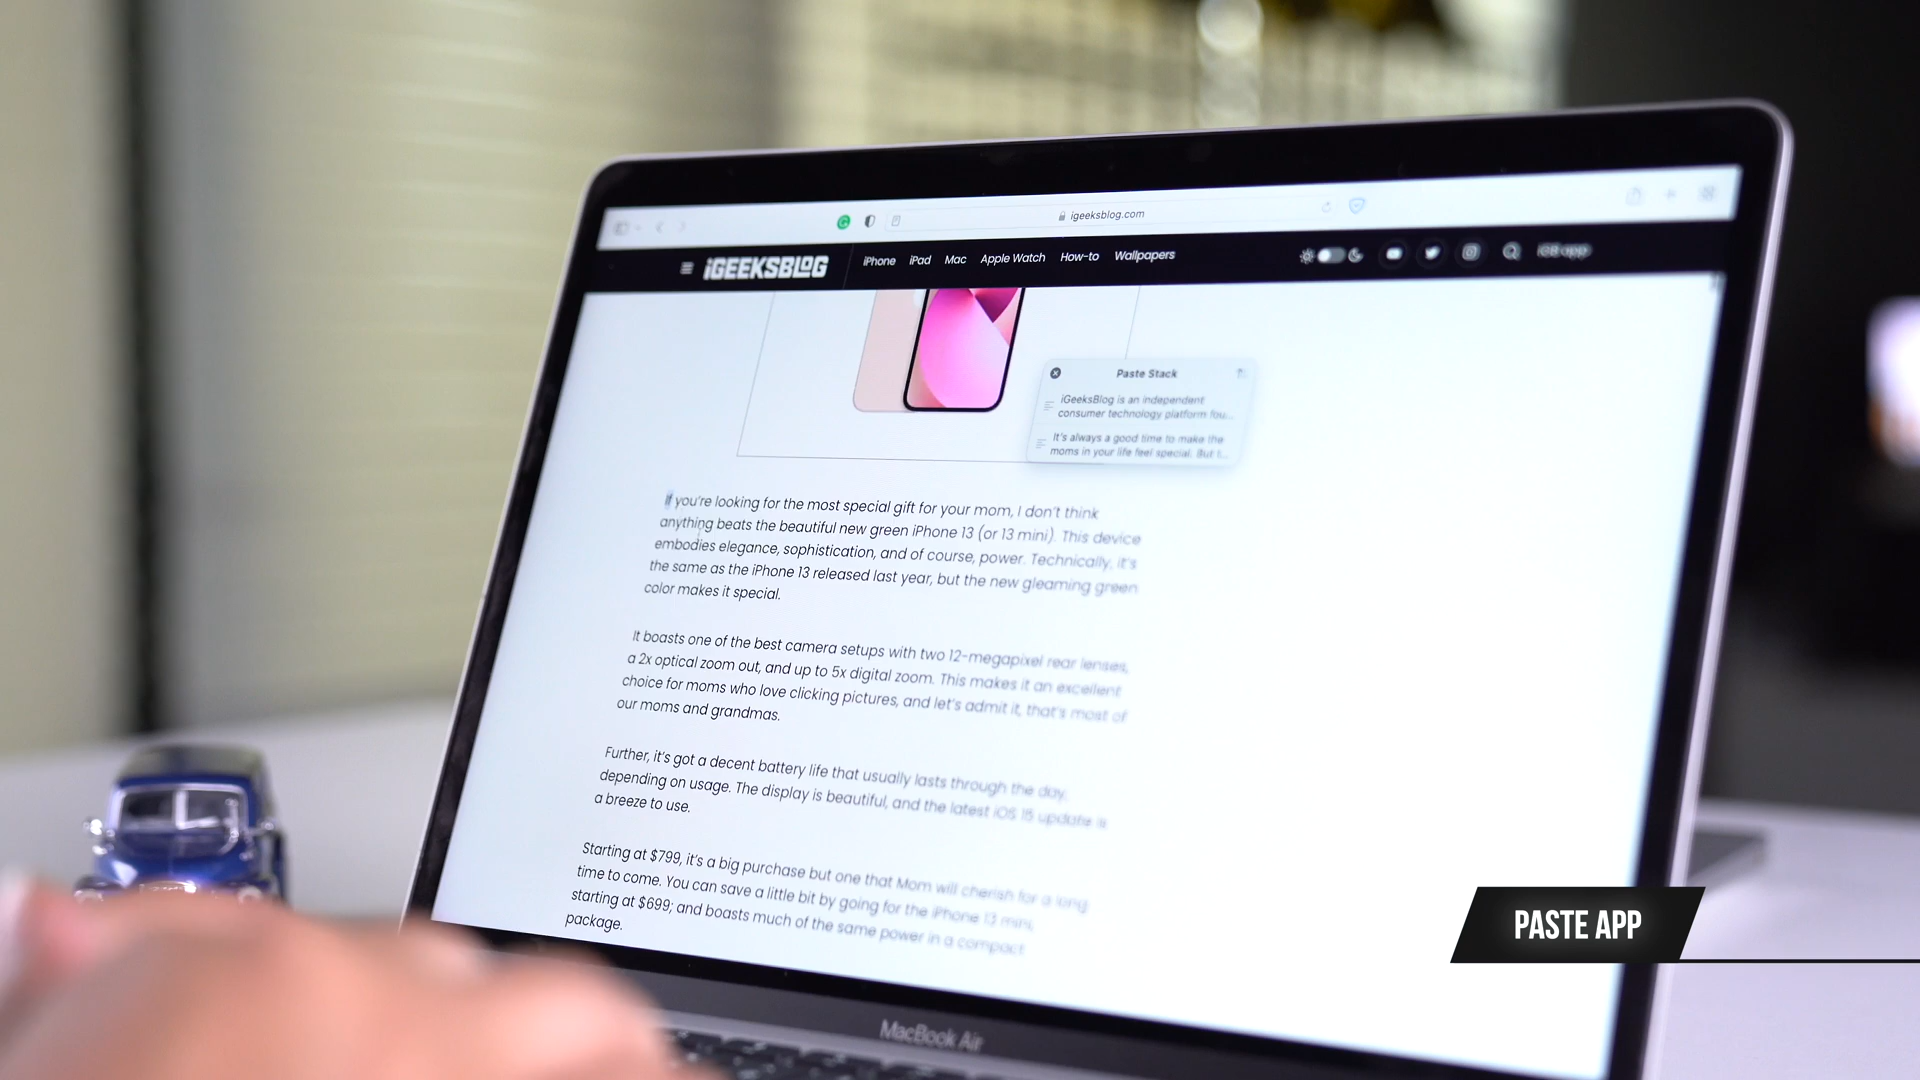 igeeksblog.com
iGEEKSBLOG
iPhone iPad Mac Apple Watch How-to Wallpapers
iGB app
Paste Stack
iGeeksBlog is an independent
consumer technology platform fou...
It's always a good time to make the
moms in your life feel special. But t...
If you're looking for the most special gift for your mom, I don't think
anything beats the beautiful new green iPhone 13 (or 13 mini). This device
embodies elegance, sophistication, and of course, power. Technically, it's
the same as the iPhone 13 released last year, but the new gleaming green
color makes it special.
It boasts one of the best camera setups with two 12-megapixel rear lenses,
a 2x optical zoom out, and up to 5x digital zoom. This makes it an excellent
choice for moms who love clicking pictures, and let's admit it, that's most of
our moms and grandmas.
Further, it's got a decent battery life that usually lasts through the day,
depending on usage. The display is beautiful, and the latest iOS 15 update is
a breeze to use.
Starting at $799, it's a big purchase but one that Mom will cherish for a long
time to come. You can save a little bit by going for the iPhone 13 mini,
starting at $699; and boasts much of the same power in a compact
package.
PASTE APP
MacBook Air